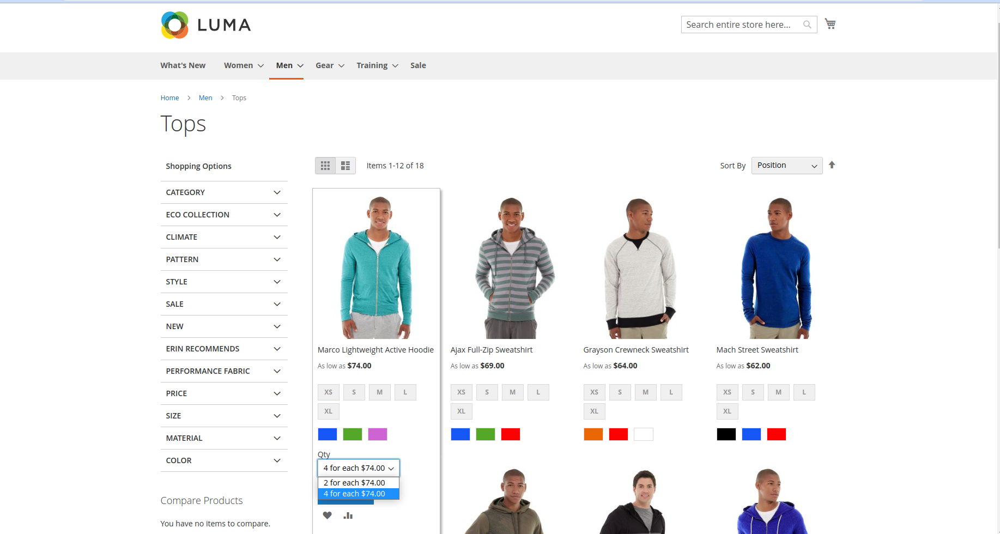 LUMA
Search entire store here...
What's New
Women
Men
Gear
Training
Sale
Home
Men
Tops
Tops
Shopping Options
CATEGORY
ECO COLLECTION
CLIMATE
PATTERN
STYLE
SALE
NEW
ERIN RECOMMENDS
PERFORMANCE FABRIC
PRICE
SIZE
MATERIAL
COLOR
Compare Products
You have no items to compare.
Items 1-12 of 18
Sort By
Position
Marco Lightweight Active Hoodie
As low as $74.00
XS S M L
XL
Qty
4 for each $74.00
2 for each $74.00
4 for each $74.00
Ajax Full-Zip Sweatshirt
As low as $69.00
XS S M L
XL
Grayson Crewneck Sweatshirt
As low as $64.00
XS S M L
XL
Mach Street Sweatshirt
As low as $62.00
XS S M L
XL